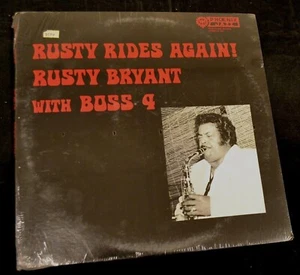 RUSTY RIDES AGAIN!
RUSTY BRYANT
WITH BOSS 4